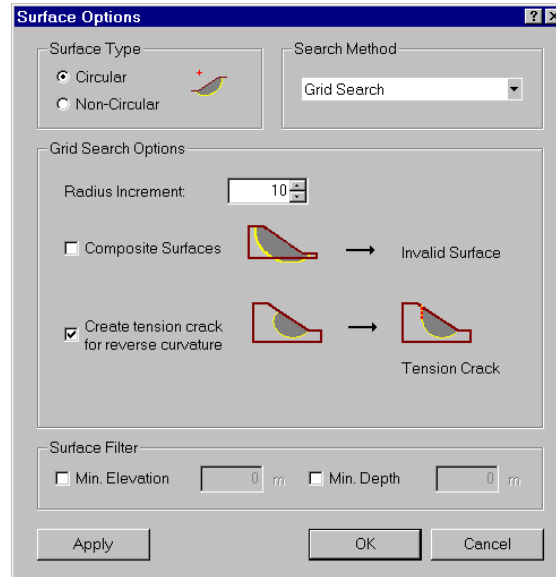 Surface Options
Surface Type
Circular
Non-Circular
Search Method
Grid Search
Grid Search Options
Radius Increment: 10
Composite Surfaces
Invalid Surface
Create tension crack
for reverse curvature
Tension Crack
Surface Filter
Min. Elevation 0 m Min. Depth 0 m
Apply OK Cancel